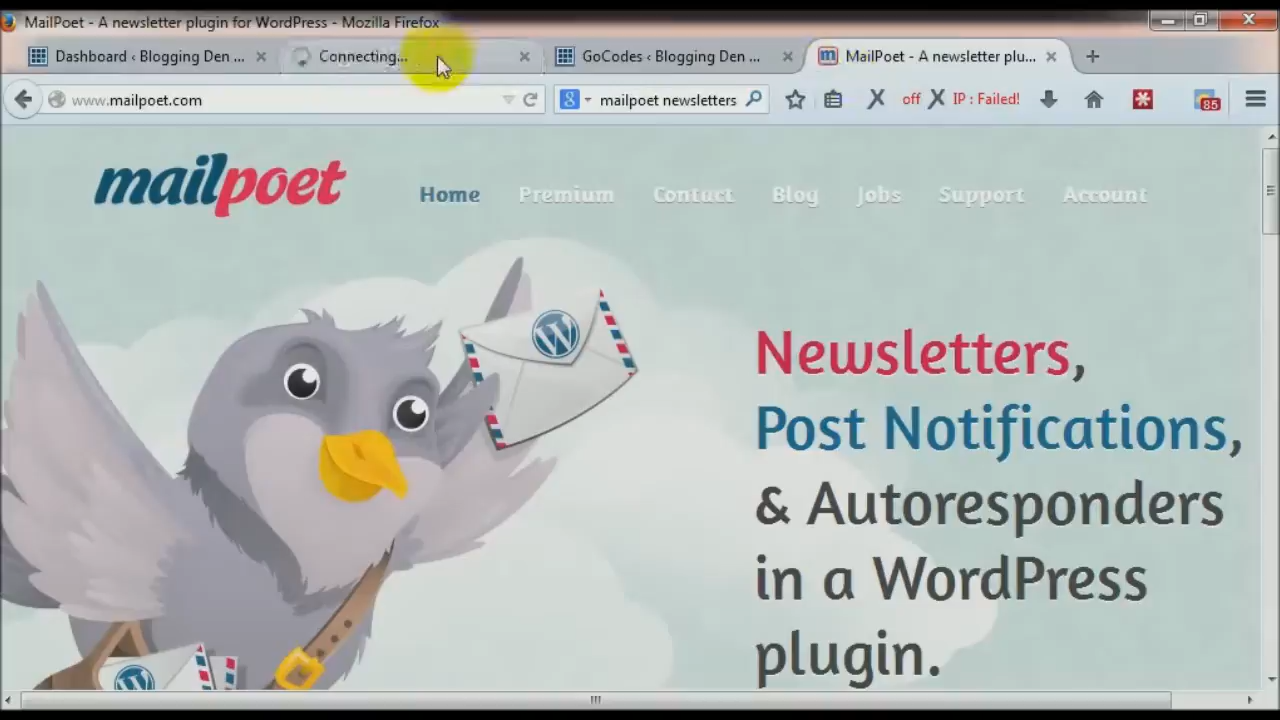 MailPoet - A newsletter plugin for WordPress - Mozilla Firefox
Dashboard ‹ Blogging Den ...
Connecting...
GoCodes ‹ Blogging Den ...
MailPoet - A newsletter plu...
www.mailpoet.com
8
mailpoet newsletters
off
IP : Failed!
85
mailpoet
Home
Premium
Contact
Blog
Jobs
Support
Account
Newsletters,
Post Notifications,
& Autoresponders
in a WordPress
plugin.